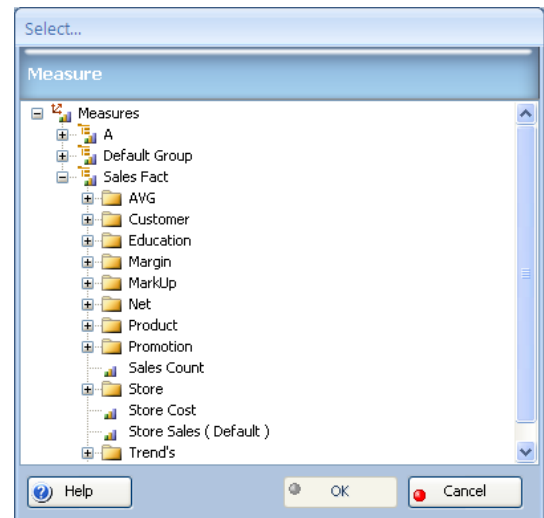 Select...
Measure
Measures
A
Default Group
Sales Fact
AVG
Customer
Education
Margin
MarkUp
Net
Product
Promotion
Sales Count
Store
Store Cost
Store Sales ( Default )
Trend's
Help OK Cancel